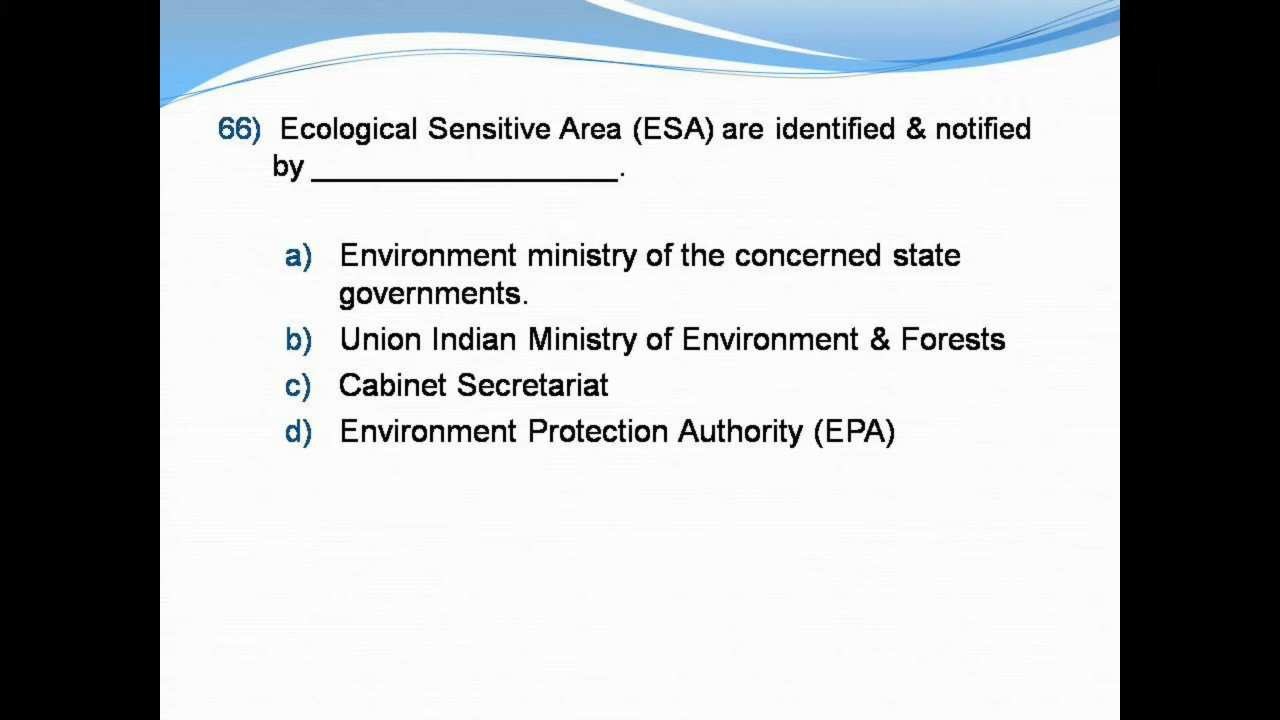 66) Ecological Sensitive Area (ESA) are identified & notified
by ___________________.
a) Environment ministry of the concerned state
governments.
b) Union Indian Ministry of Environment & Forests
c) Cabinet Secretariat
d) Environment Protection Authority (EPA)